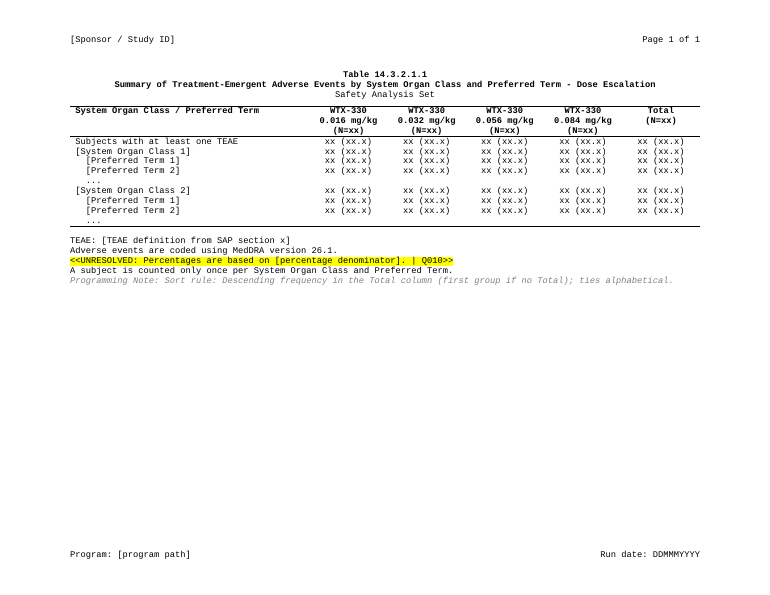 [Sponsor / Study ID] Page 1 of 1
Table 14.3.2.1.1
Summary of Treatment-Emergent Adverse Events by System Organ Class and Preferred Term - Dose Escalation
Safety Analysis Set
System Organ Class / Preferred Term WTX-330 WTX-330 WTX-330 WTX-330 Total
0.016 mg/kg 0.032 mg/kg 0.056 mg/kg 0.084 mg/kg (N=xx)
(N=xx) (N=xx) (N=xx) (N=xx)
Subjects with at least one TEAE xx (xx.x) xx (xx.x) xx (xx.x) xx (xx.x) xx (xx.x)
[System Organ Class 1] xx (xx.x) xx (xx.x) xx (xx.x) xx (xx.x) xx (xx.x)
[Preferred Term 1] xx (xx.x) xx (xx.x) xx (xx.x) xx (xx.x) xx (xx.x)
[Preferred Term 2] xx (xx.x) xx (xx.x) xx (xx.x) xx (xx.x) xx (xx.x)
...
[System Organ Class 2] xx (xx.x) xx (xx.x) xx (xx.x) xx (xx.x) xx (xx.x)
[Preferred Term 1] xx (xx.x) xx (xx.x) xx (xx.x) xx (xx.x) xx (xx.x)
[Preferred Term 2] xx (xx.x) xx (xx.x) xx (xx.x) xx (xx.x) xx (xx.x)
...
TEAE: [TEAE definition from SAP section x]
Adverse events are coded using MedDRA version 26.1.
<<UNRESOLVED: Percentages are based on [percentage denominator]. | Q010>>
A subject is counted only once per System Organ Class and Preferred Term.
Programming Note: Sort rule: Descending frequency in the Total column (first group if no Total); ties alphabetical.
Program: [program path] Run date: DDMMMYYYY